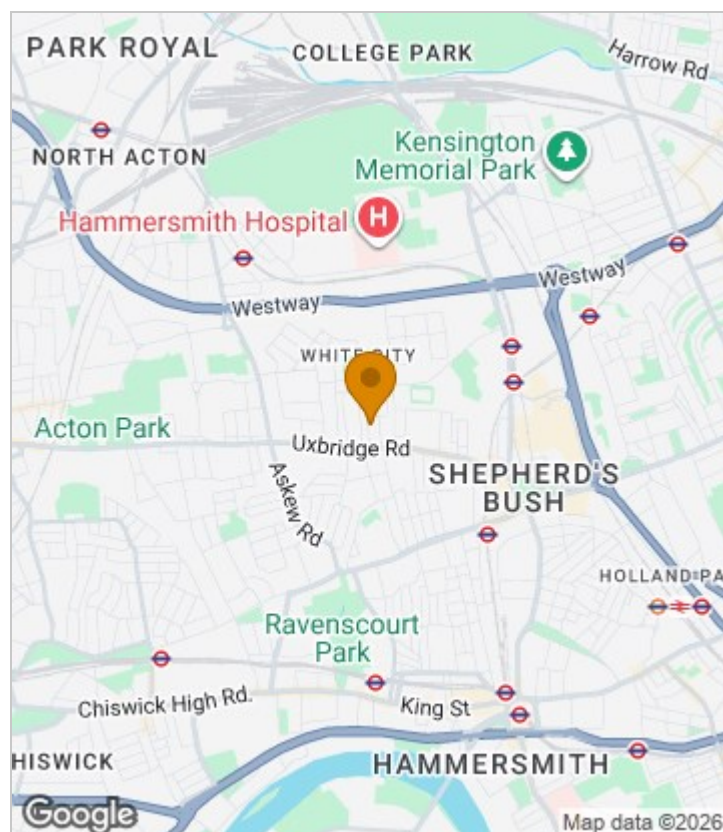 PARK ROYAL
COLLEGE PARK
Harrow Rd
NORTH ACTON
Kensington
Memorial Park
Hammersmith Hospital
H
Westway
Westway
WHITE CITY
Acton Park
Uxbridge Rd
Askew Rd
SHEPHERD'S
BUSH
HOLLAND PA
Ravenscourt
Park
Chiswick High Rd.
King St
HISWICK
HAMMERSMITH
Google
Map data ©2026